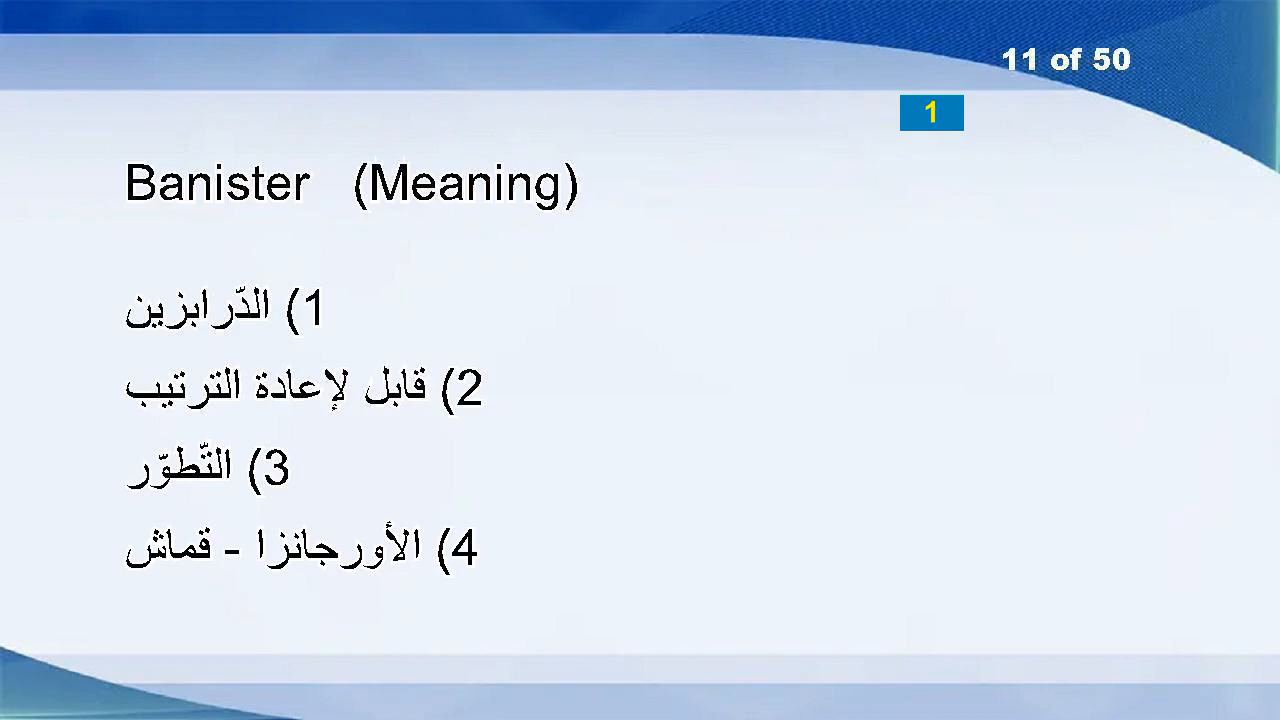 11 of 50
1
Banister (Meaning)
1) الدّرابزين
2) قابل لإعادة الترتيب
3) التّطوّر
4) الأورجانزا - قماش